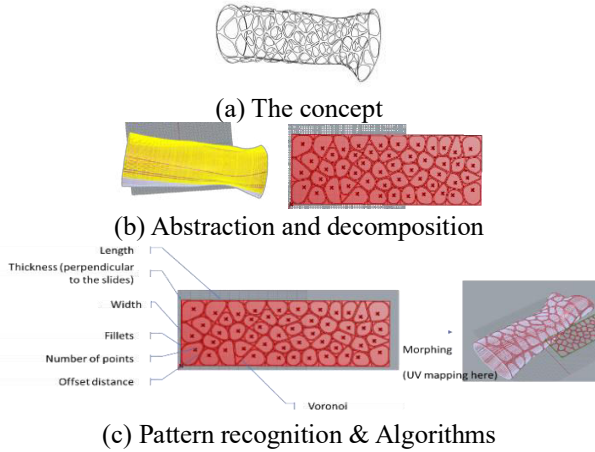 (a) The concept
(b) Abstraction and decomposition
Length
Thickness (perpendicular
to the slides)
Width
Fillets
Number of points
Offset distance
Voronoi
Morphing
(UV mapping here)
(c) Pattern recognition & Algorithms